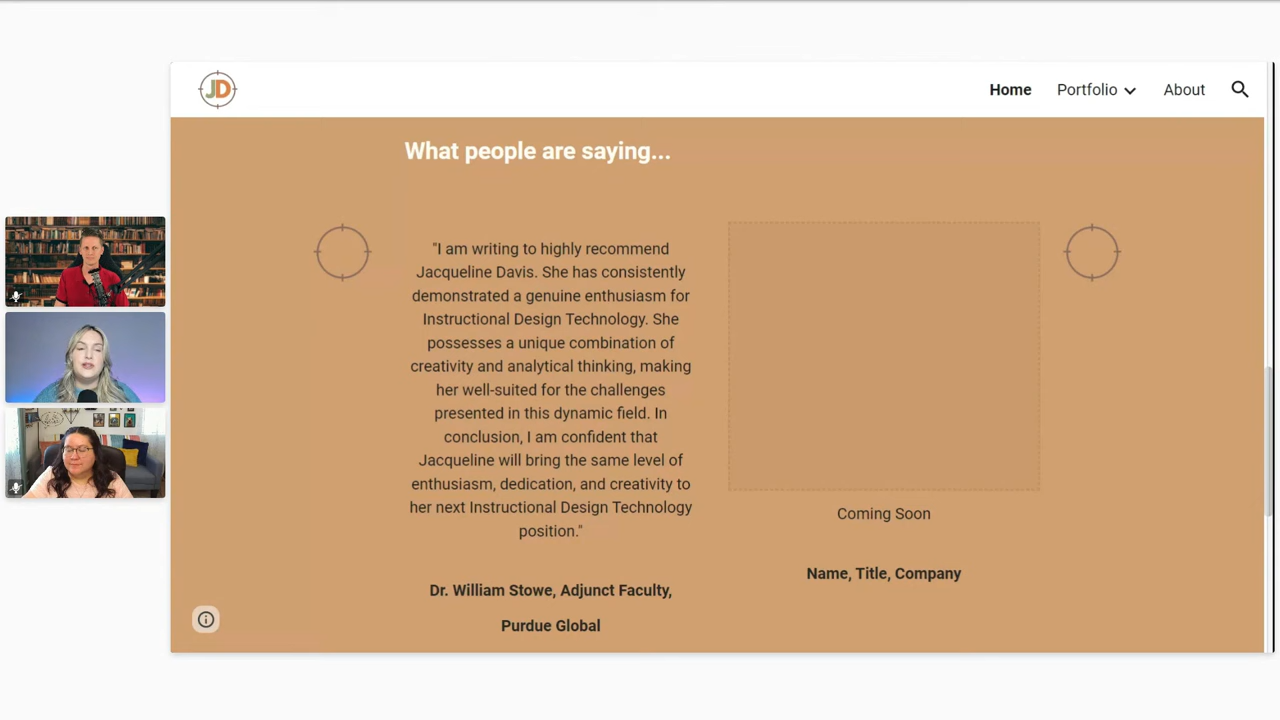 JD
Home
Portfolio
About
What people are saying...
"I am writing to highly recommend
Jacqueline Davis. She has consistently
demonstrated a genuine enthusiasm for
Instructional Design Technology. She
possesses a unique combination of
creativity and analytical thinking, making
her well-suited for the challenges
presented in this dynamic field. In
conclusion, I am confident that
Jacqueline will bring the same level of
enthusiasm, dedication, and creativity to
her next Instructional Design Technology
position."
Dr. William Stowe, Adjunct Faculty,
Purdue Global
Coming Soon
Name, Title, Company